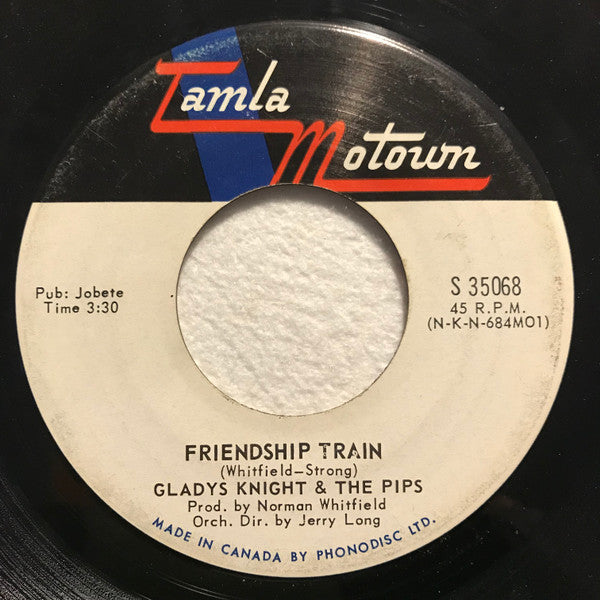 Tamla
Motown
Pub: Jobete
Time 3:30
S 35068
45 R.P.M.
(N-K-N-684MO1)
FRIENDSHIP TRAIN
(Whitfield-Strong)
GLADYS KNIGHT & THE PIPS
Prod. by Norman Whitfield
Orch. Dir. by Jerry Long
MADE IN CANADA BY PHONODISC LTD.